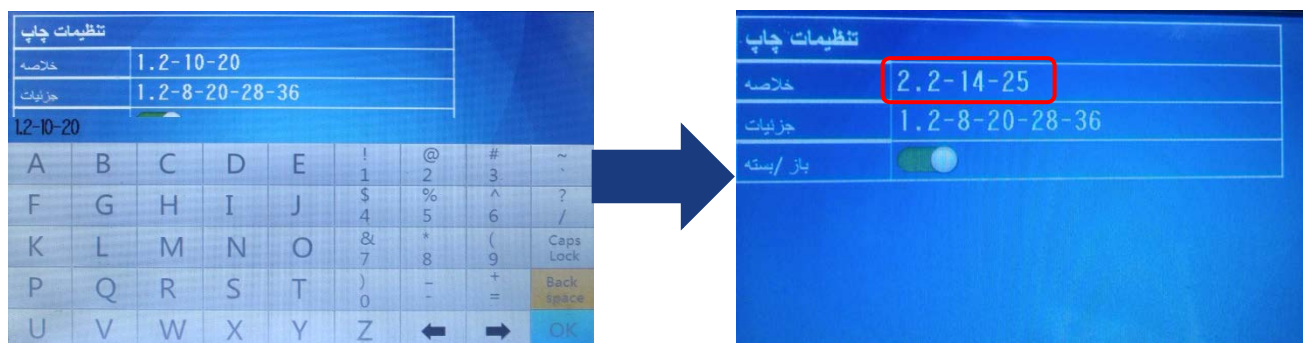 تنظیمات چاپ
خلاصه 1.2-10-20
جزئیات 1.2-8-20-28-36
1.2-10-20
A B C D E ! 1 @ 2 # 3 ~ `
F G H I J $ 4 % 5 ^ 6 ? /
K L M N O & 7 * 8 ( 9 Caps Lock
P Q R S T ) 0 _ - + = Back space
U V W X Y Z OK
تنظیمات چاپ
خلاصه 2.2-14-25
جزئیات 1.2-8-20-28-36
باز /بسته